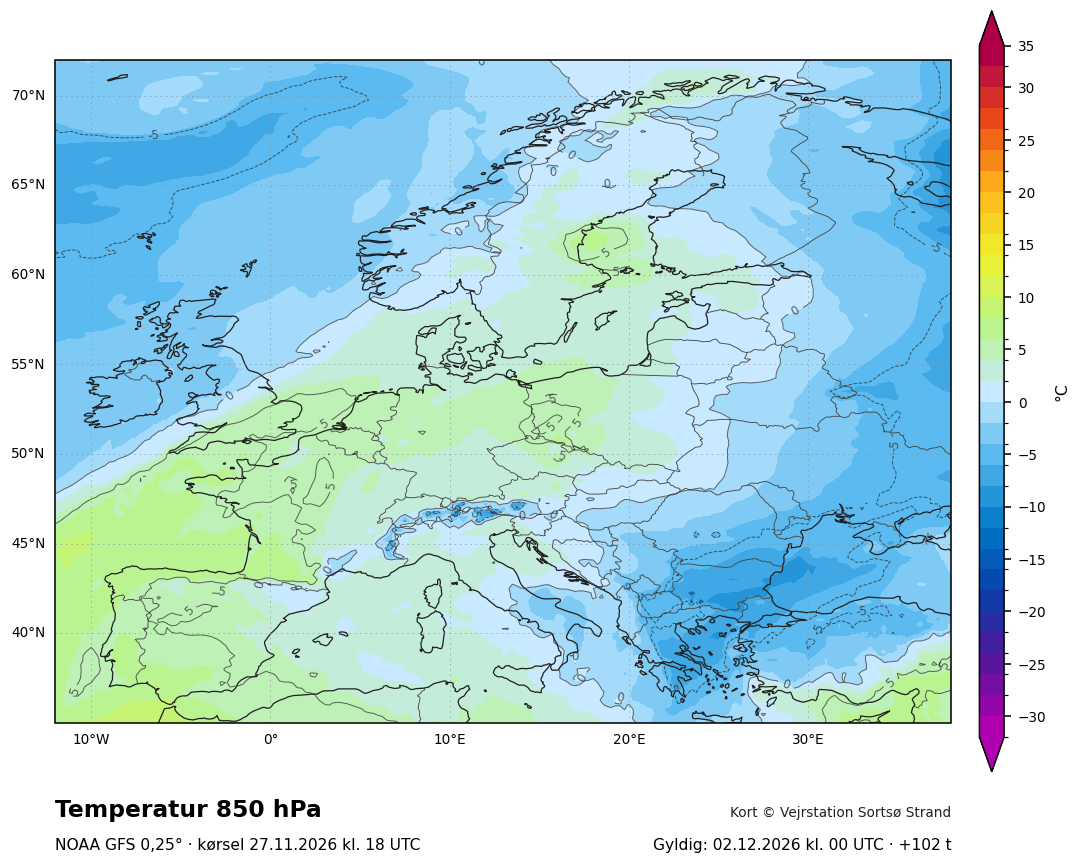 70°N
65°N
60°N
55°N
50°N
45°N
40°N
10°W
0°
10°E
20°E
30°E
35
30
25
20
15
10
5
0
−5
−10
−15
−20
−25
−30
°C
Temperatur 850 hPa
Kort © Vejrstation Sortsø Strand
NOAA GFS 0,25° · kørsel 27.11.2026 kl. 18 UTC
Gyldig: 02.12.2026 kl. 00 UTC · +102 t